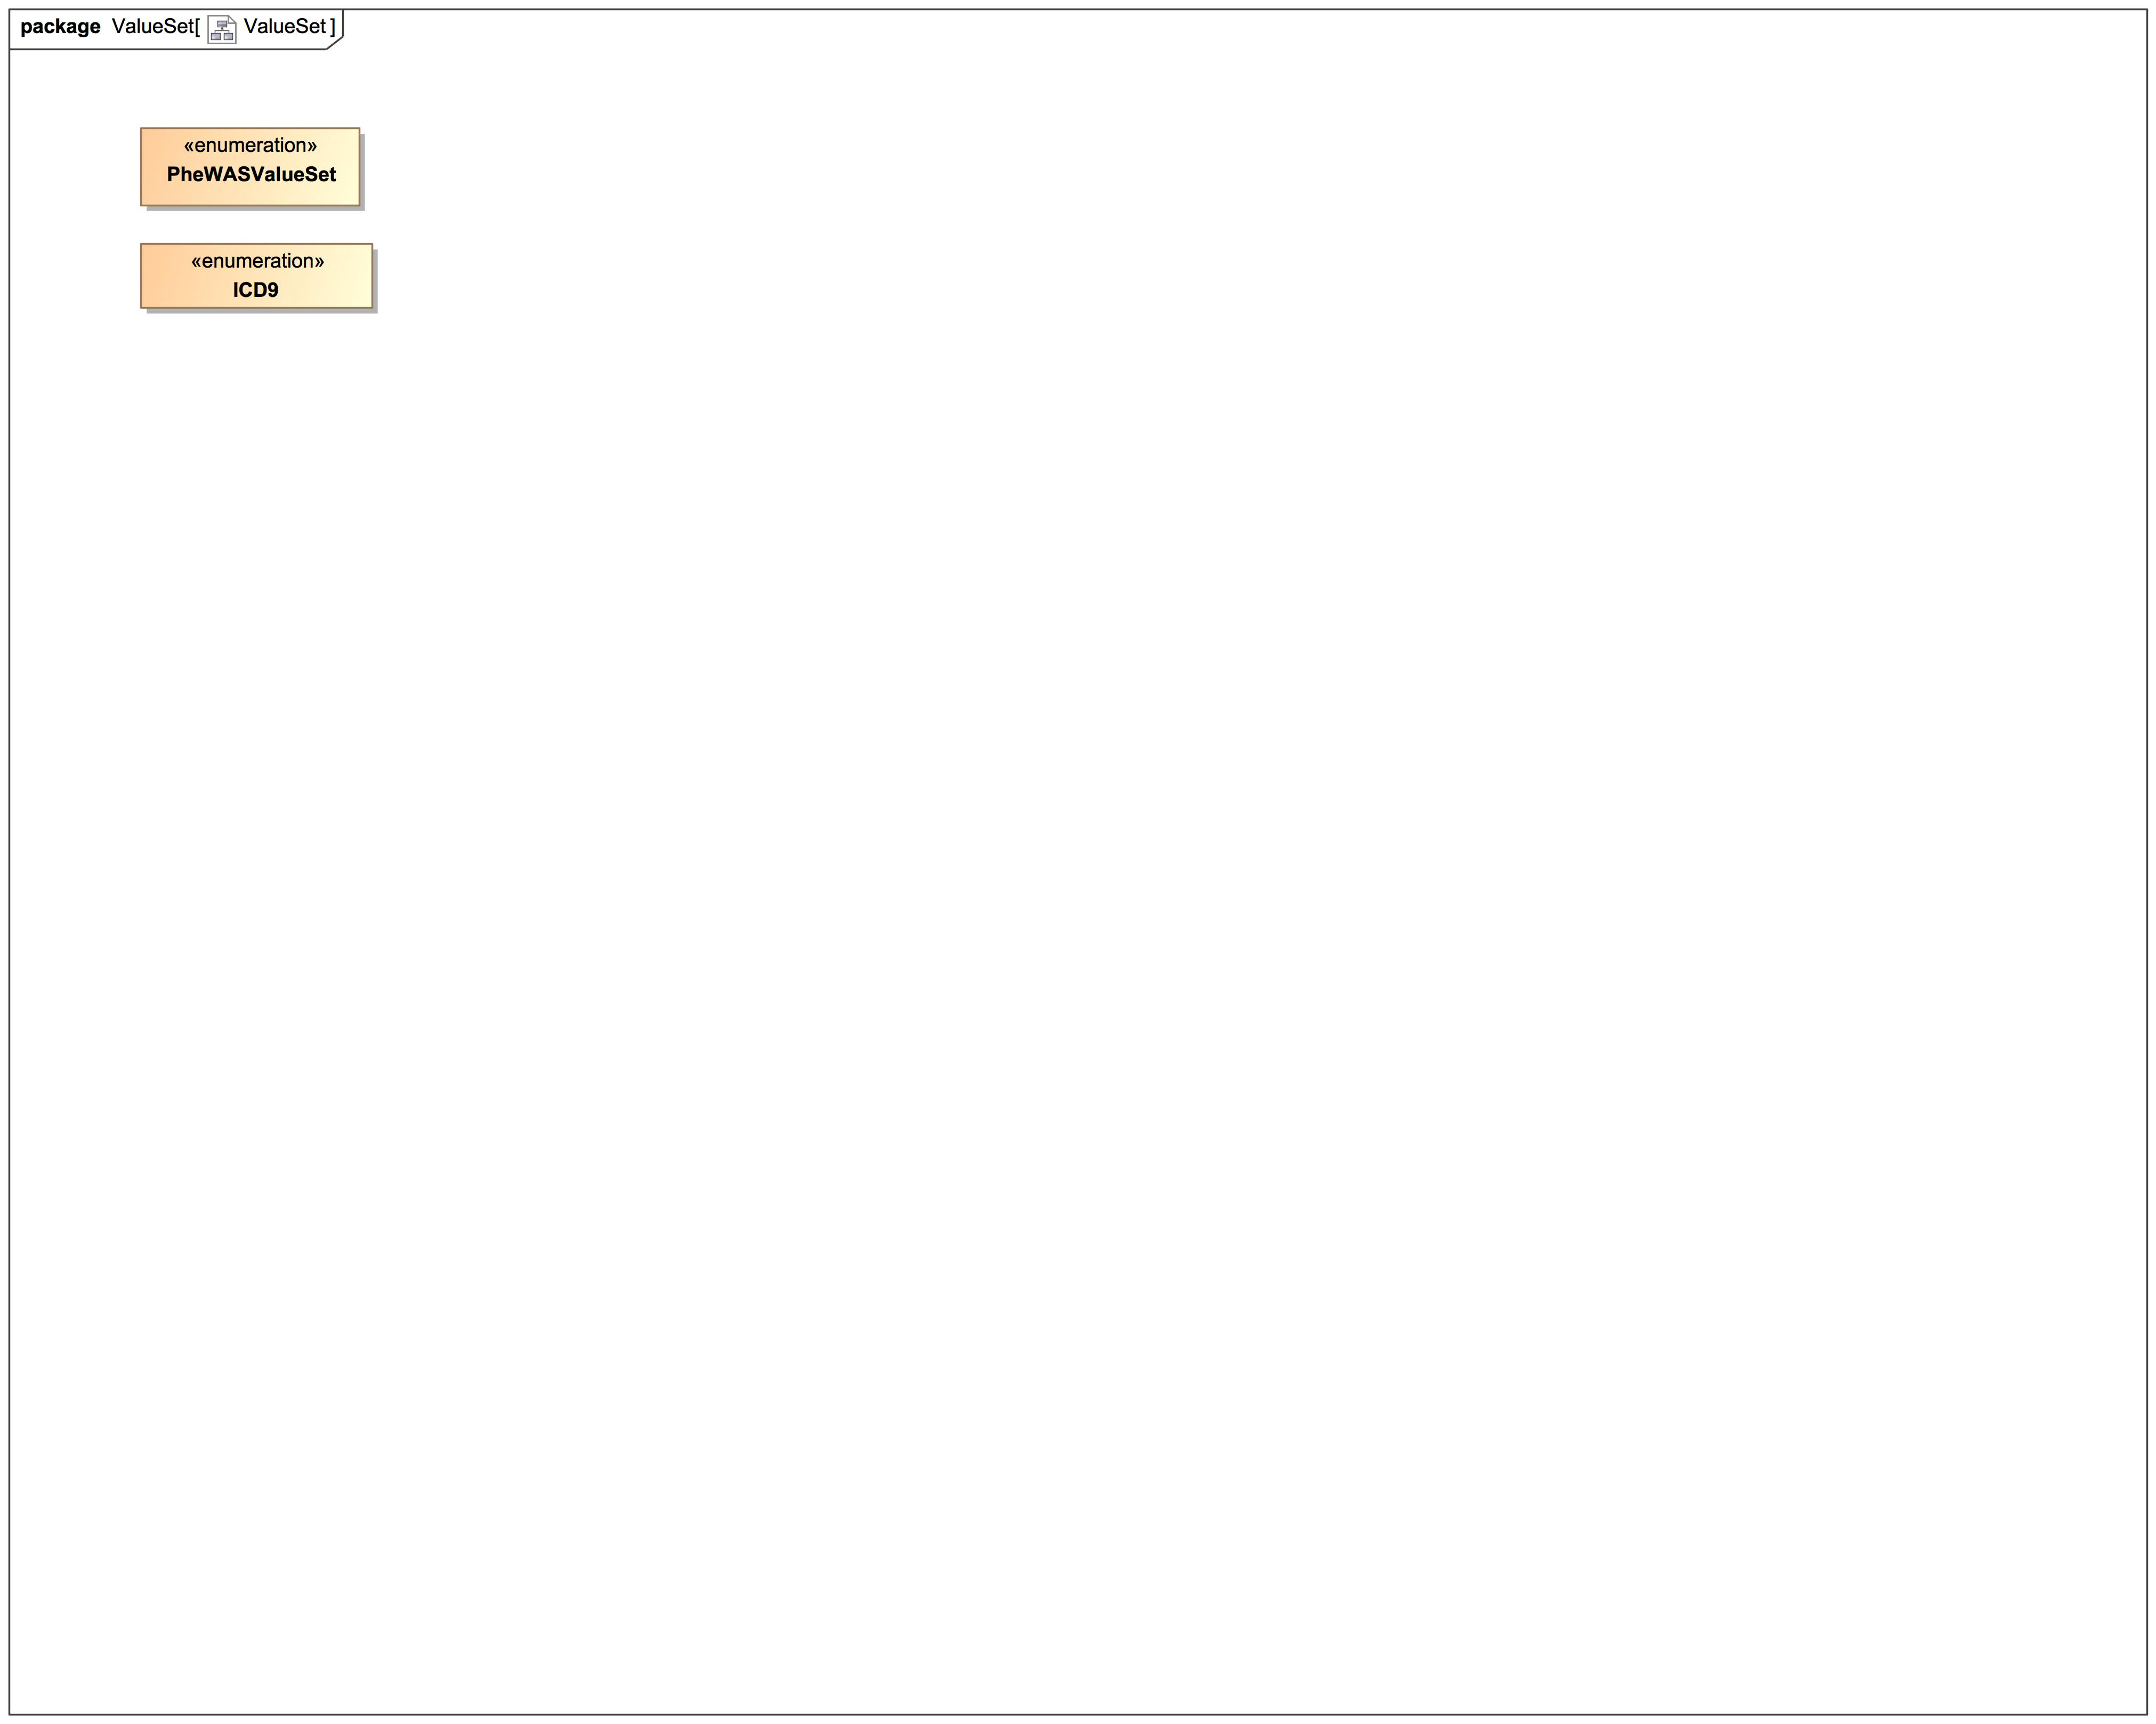 package ValueSet[ ValueSet ]
«enumeration»
PheWASValueSet
«enumeration»
ICD9